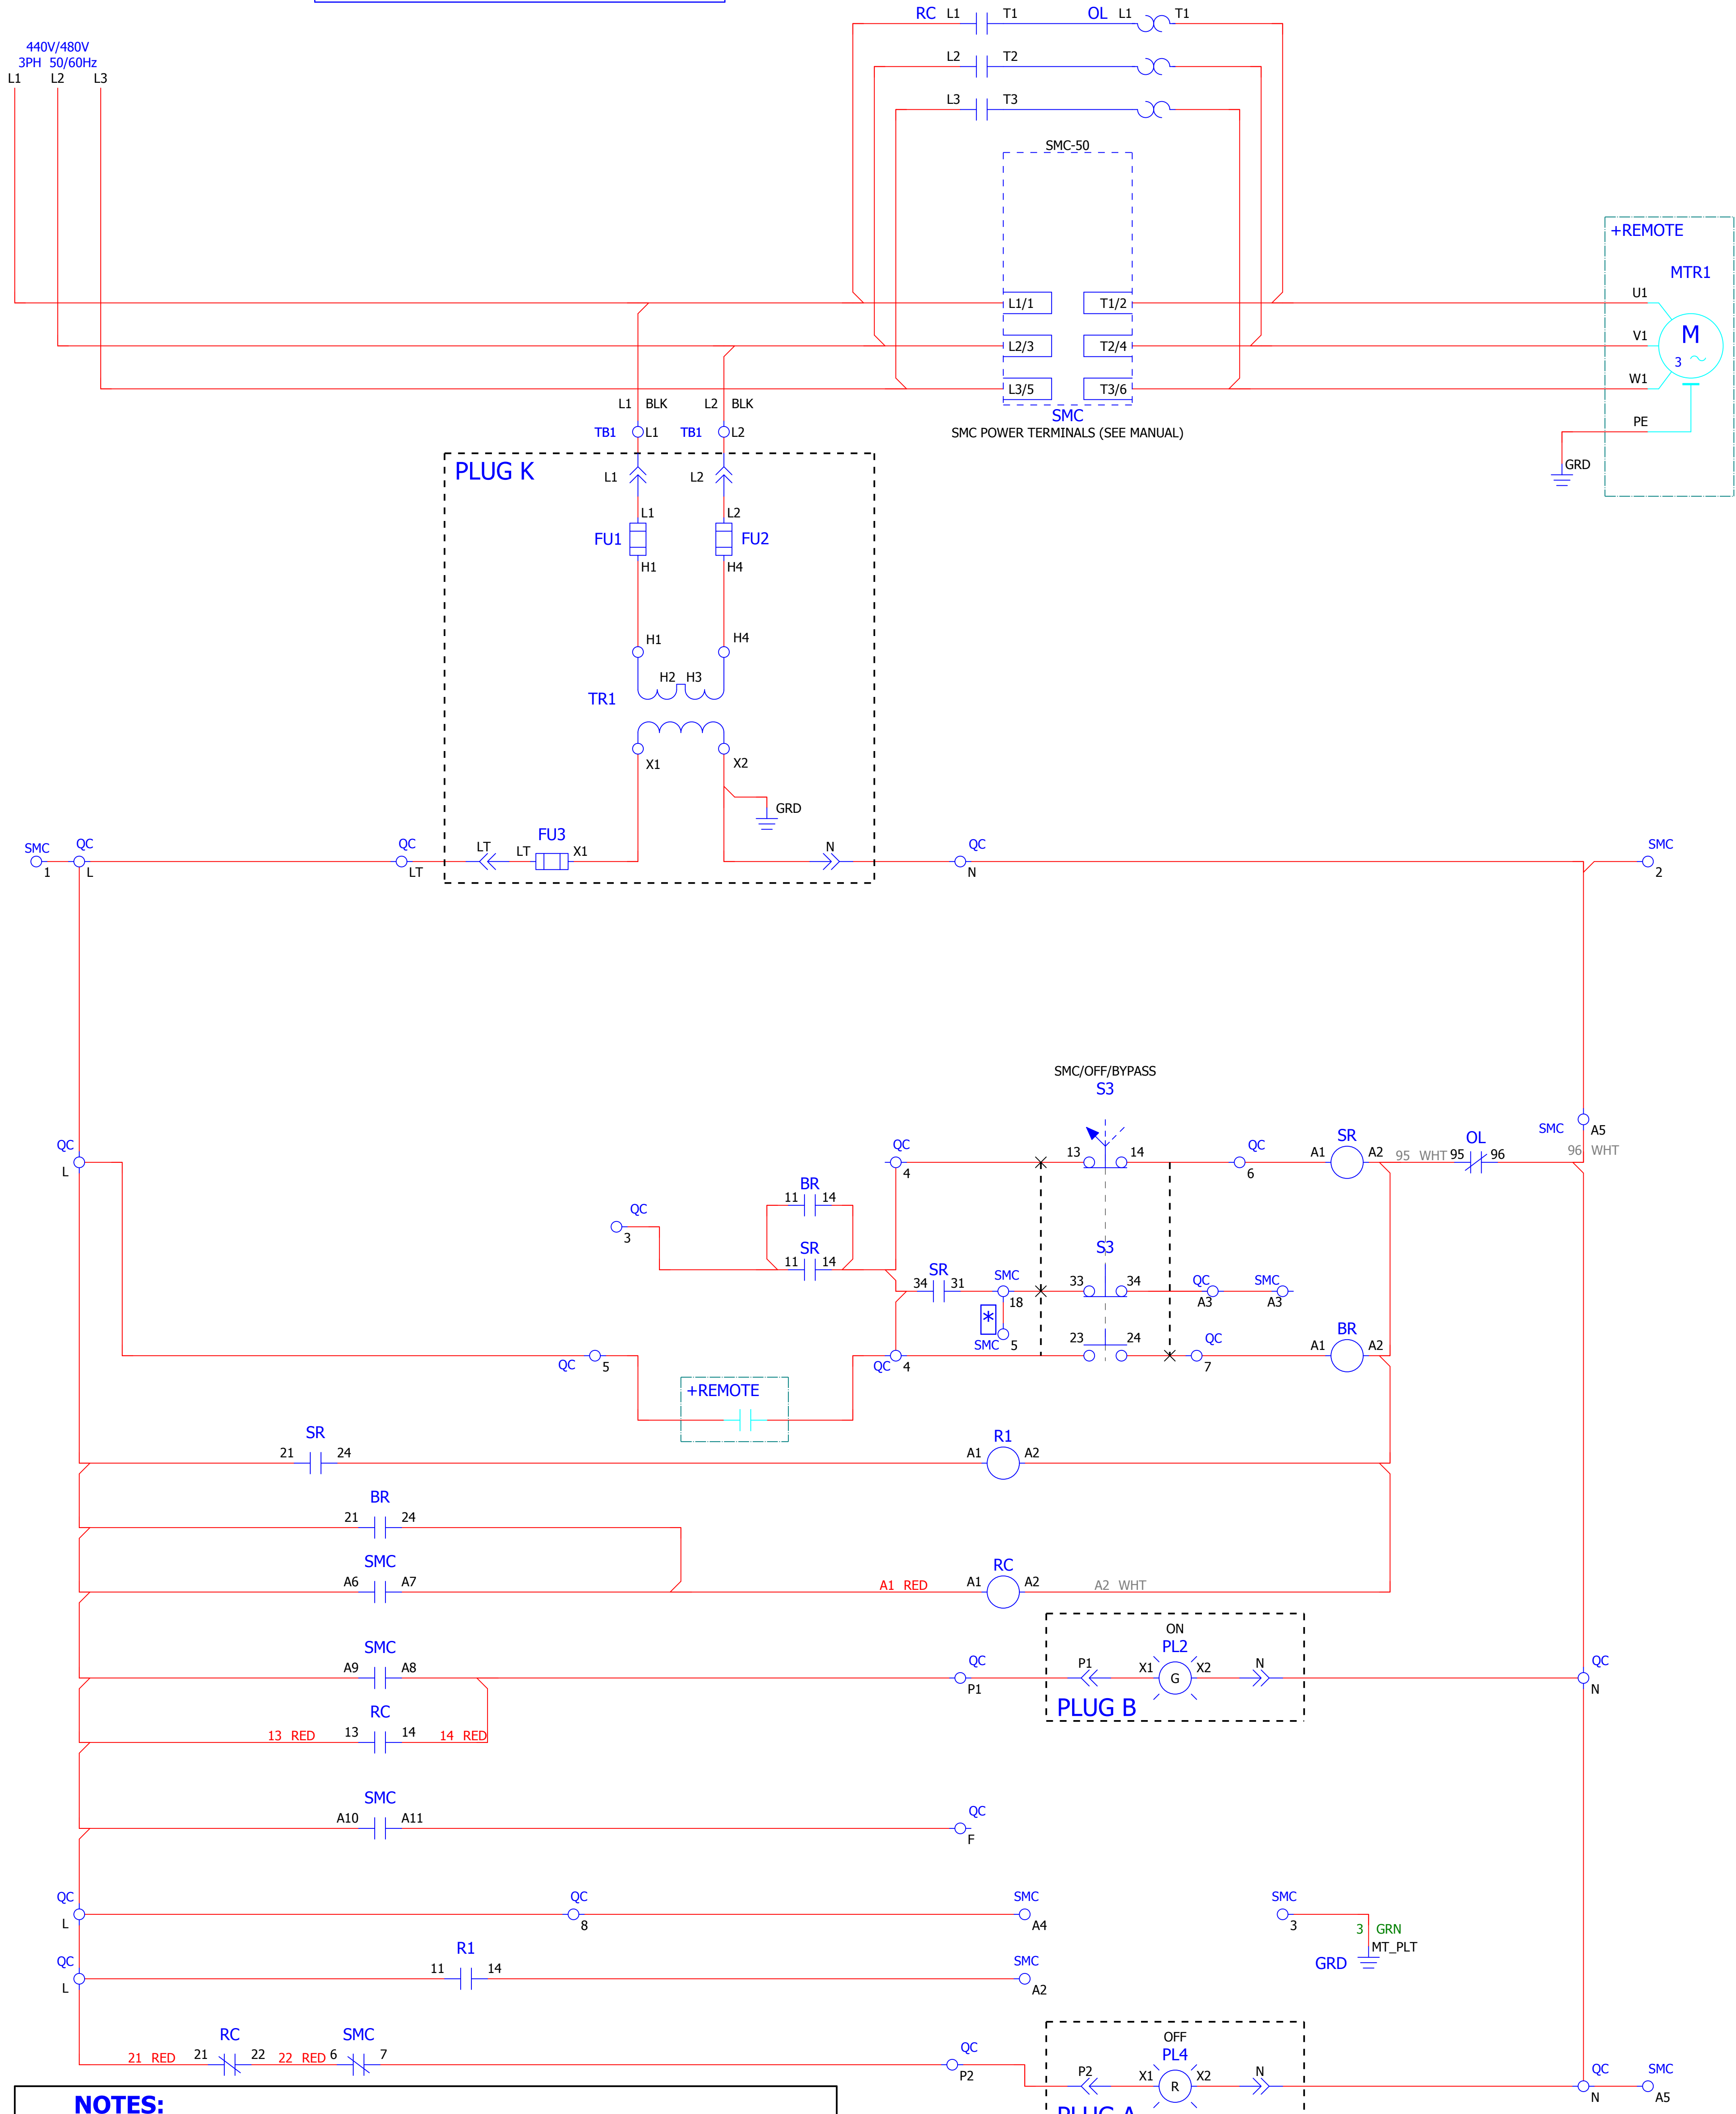 RC L1 T1 OL L1 T1
440V/480V
3PH 50/60Hz
L1 L2 L3
L2 T2
L3 T3
SMC-50
+REMOTE
MTR1
L1/1 T1/2 U1
M
3
L2/3 T2/4 V1
L3/5 T3/6 W1
L1 BLK L2 BLK
SMC
SMC POWER TERMINALS (SEE MANUAL)
PE
TB1 L1 TB1 L2
GRD
PLUG K
L1 L2
L1 L2
FU1 FU2
H1 H4
H1 H4
H2 H3
TR1
X1 X2
GRD
SMC QC QC FU3 N QC SMC
LT LT X1
1 L LT N 2
SMC/OFF/BYPASS
S3
SMC A5
QC QC 13 14 QC SR OL 96 WHT
A1 A2 95 WHT 95 96
L 4 6
BR
11 14
QC
3
SR S3
11 14
SR SMC 33 34 QC SMC
34 31
18 A3 A3
*
SMC 5 23 24 QC BR
A1 A2
QC 5 QC 4 7
+REMOTE
SR R1
21 24 A1 A2
BR
21 24
SMC RC
A6 A7 A1 RED A1 A2 A2 WHT
ON
SMC PL2
A9 A8 QC P1 X1 X2 N QC
G
P1 N
RC PLUG B
13 RED 13 14 14 RED
SMC
A10 A11 QC
F
QC QC SMC SMC
L 8 A4 3
3 GRN
MT_PLT
GRD
QC R1 SMC
11 14
L A2
RC SMC OFF
21 RED 21 22 22 RED 6 7 QC PL4
P2 P2 X1 X2 N QC SMC
R
N A5
NOTES:
PLUG A